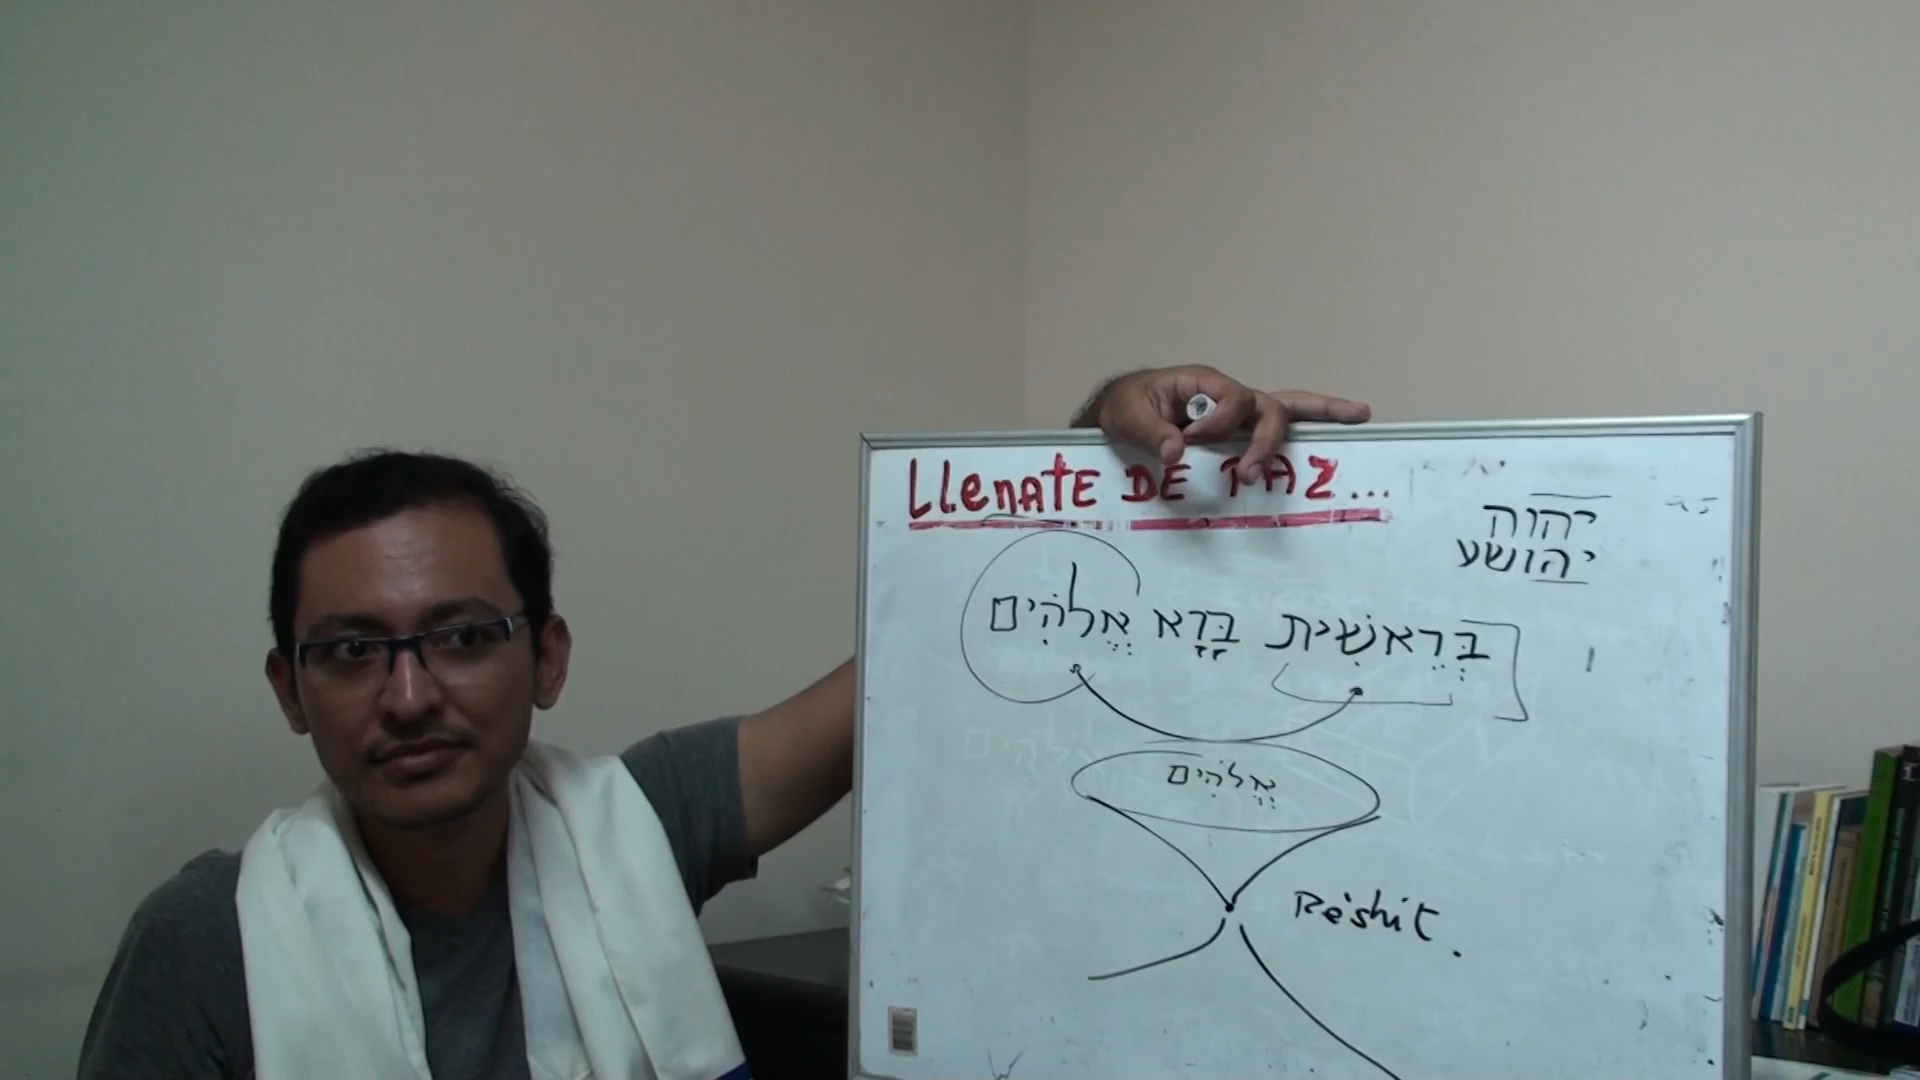 LLenATE DE PAZ...
יהוה
יהושע
בְּרֵאשִׁית בָּרָא אֱלֹהִים
אֱלֹהִים
Re'shit.